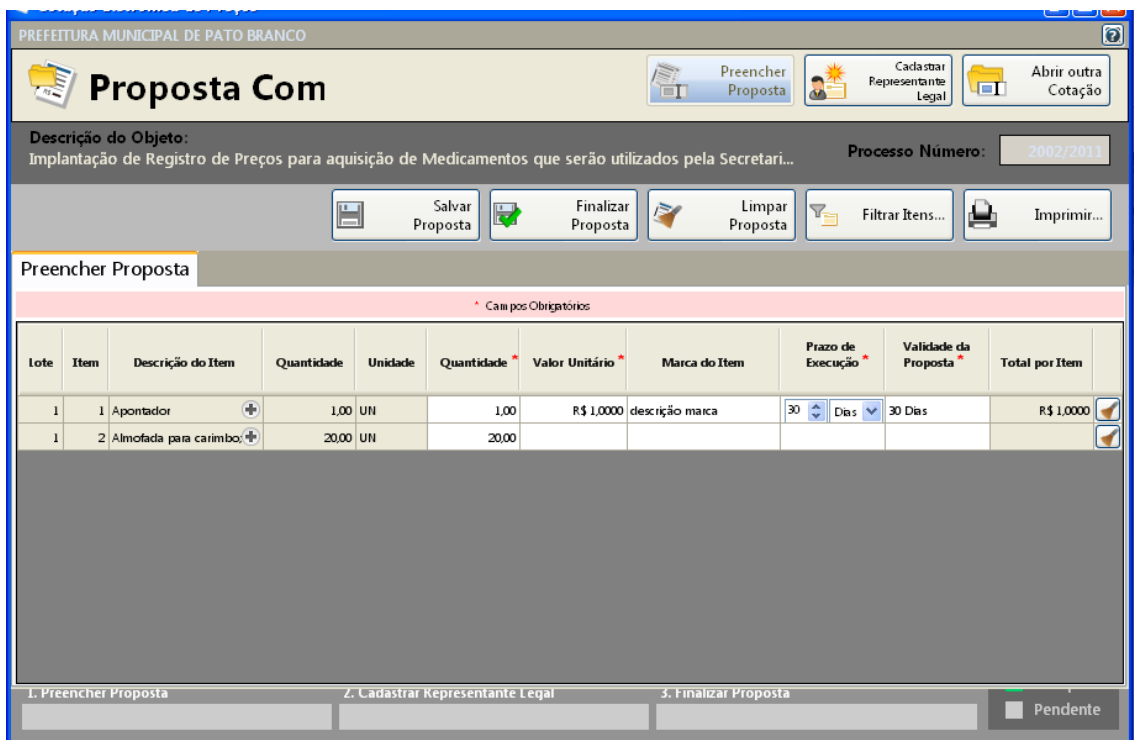 PREFEITURA MUNICIPAL DE PATO BRANCO
Proposta Com
Preencher
Proposta
Cadastrar
Representante
Legal
Abrir outra
Cotação
Descrição do Objeto:
Implantação de Registro de Preços para aquisição de Medicamentos que serão utilizados pela Secretari...
Processo Número:
2002/2011
Salvar
Proposta
Finalizar
Proposta
Limpar
Proposta
Filtrar Itens...
Imprimir...
Preencher Proposta
* Campos Obrigatórios
Lote Item Descrição do Item Quantidade Unidade Quantidade * Valor Unitário * Marca do Item Prazo de Execução * Validade da Proposta * Total por Item
1 1 Apontador 1,00 UN 1,00 R$ 1,0000 descrição marca 30 Dias 30 Dias R$ 1,0000
1 2 Almofada para carimbo; 20,00 UN 20,00
1. Preencher Proposta 2. Cadastrar Representante Legal 3. Finalizar Proposta
Pendente